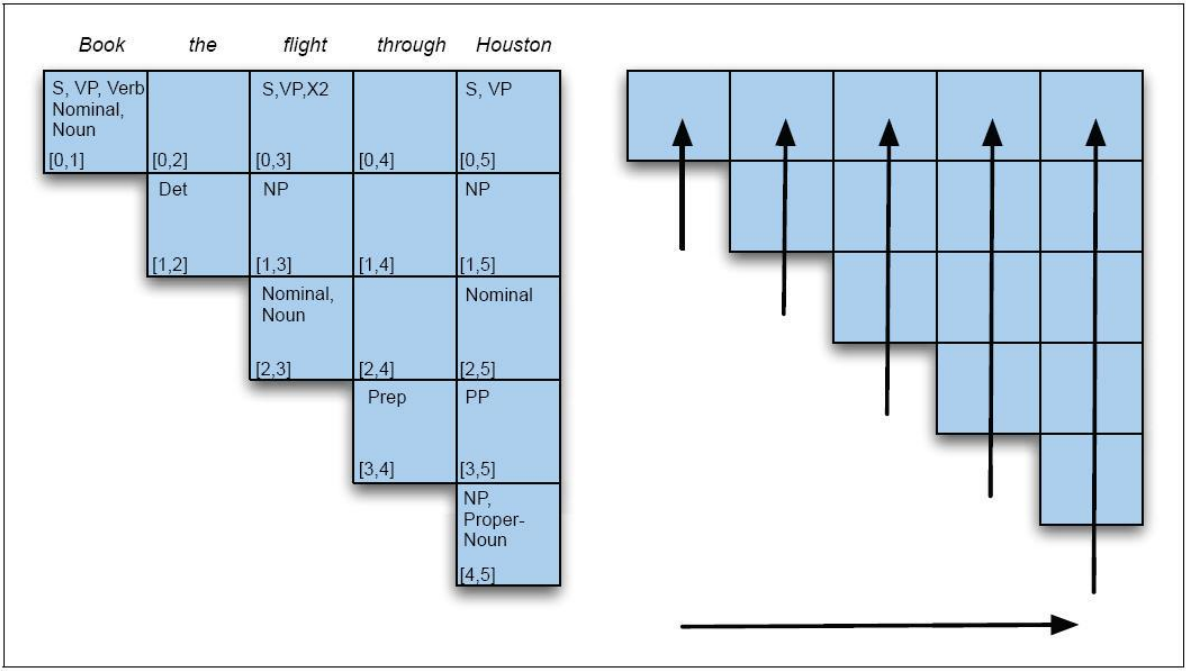 Book the flight through Houston
S, VP, Verb
Nominal,
Noun
[0,1]
[0,2]
S,VP,X2
[0,3]
[0,4]
S, VP
[0,5]
Det
[1,2]
NP
[1,3]
[1,4]
NP
[1,5]
Nominal,
Noun
[2,3]
[2,4]
Nominal
[2,5]
Prep
[3,4]
PP
[3,5]
NP,
Proper-
Noun
[4,5]